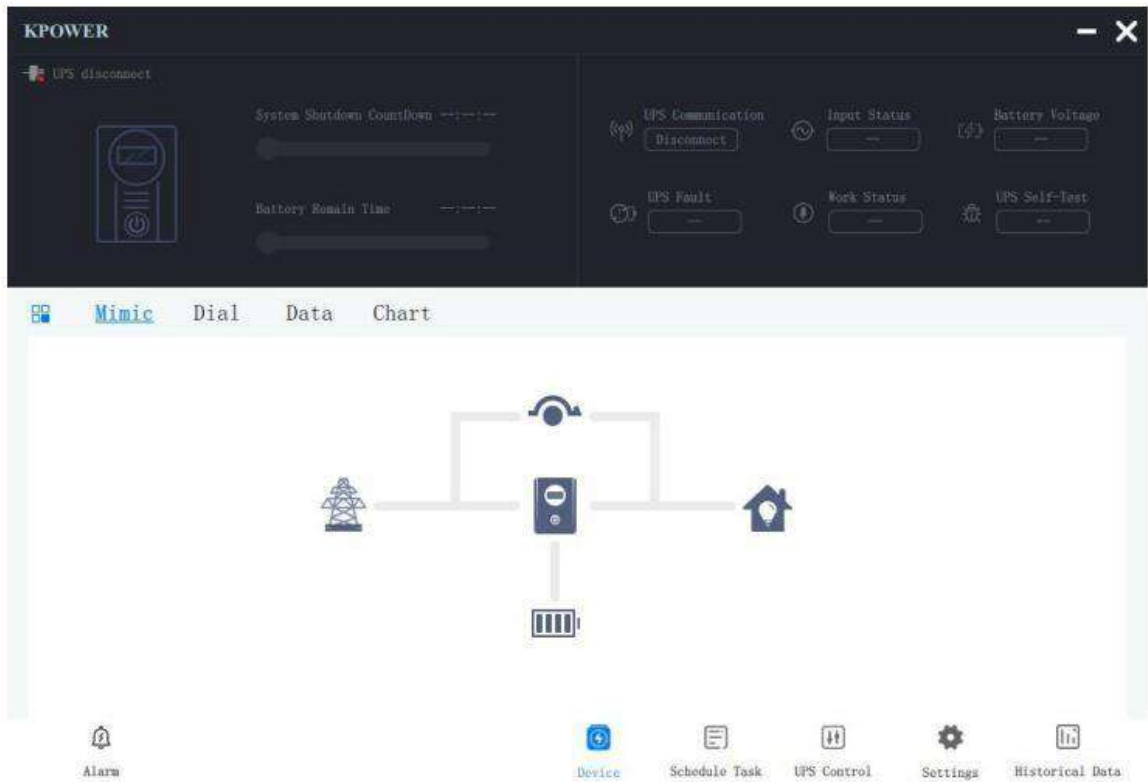 KPOWER
UPS disconnect
System Shutdown CountDown --:--:--
Battery Remain Time --:--:--
UPS Communication
Disconnect
Input Status
--
Battery Voltage
--
UPS Fault
--
Work Status
--
UPS Self-Test
--
Mimic Dial Data Chart
Alarm Device Schedule Task UPS Control Settings Historical Data